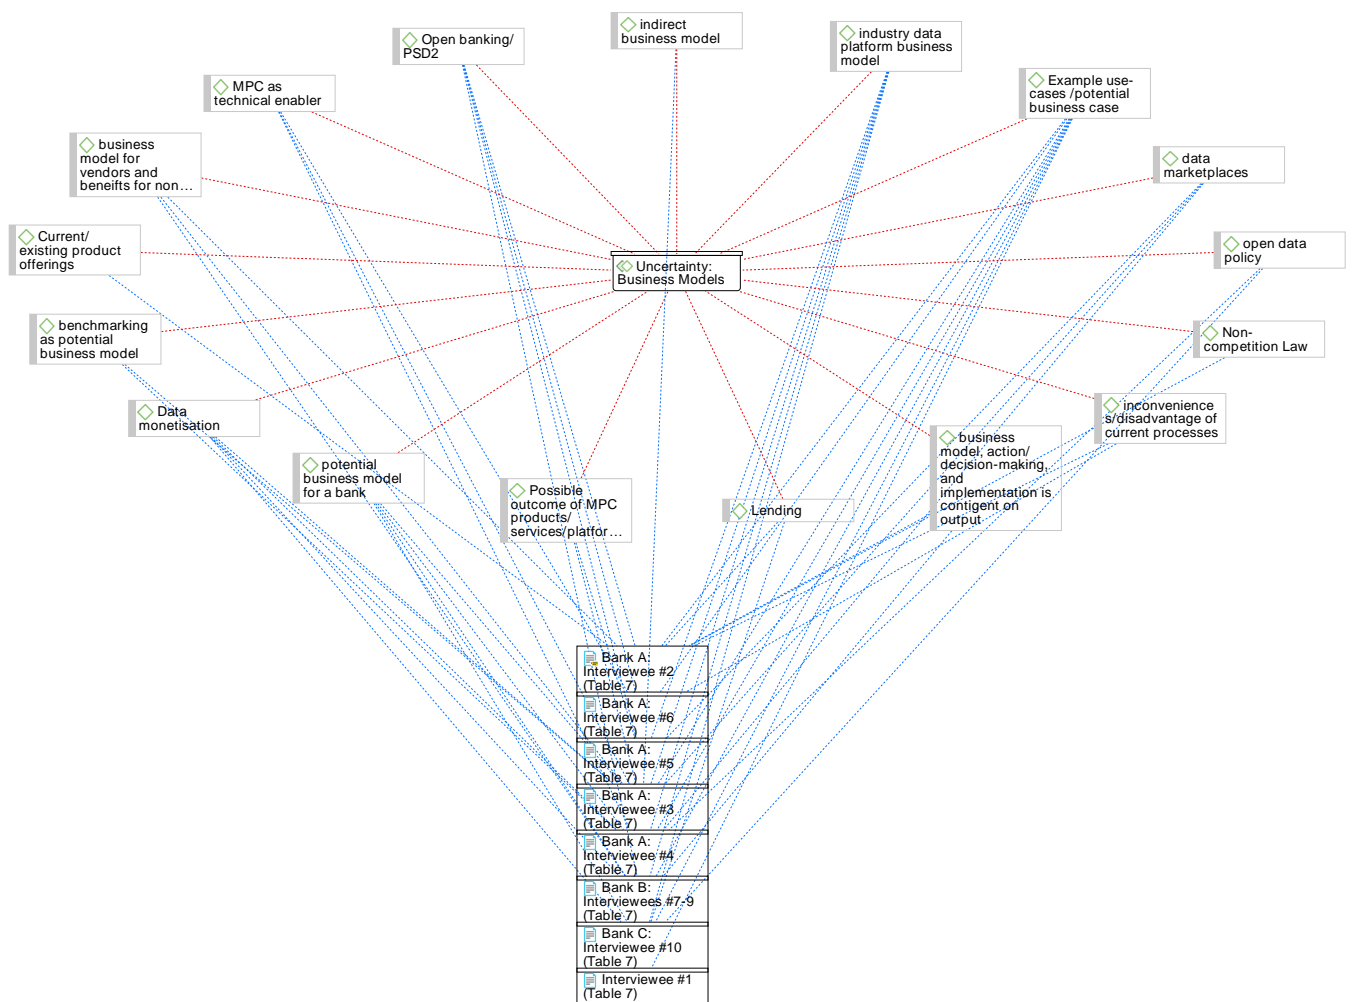 indirect
business model
Open banking/
PSD2
industry data
platform business
model
MPC as
technical enabler
Example use-
cases /potential
business case
business
model for
vendors and
beneifts for non…
data
marketplaces
Current/
existing product
offerings
open data
policy
Uncertainty:
Business Models
benchmarking
as potential
business model
Non-
competition Law
Data
monetisation
inconvenience
s/disadvantage of
current processes
potential
business model
for a bank
business
model, action/
decision-making,
and
implementation is
contigent on
output
Possible
outcome of MPC
products/
services/platfor…
Lending
Bank A:
Interviewee #2
(Table 7)
Bank A:
Interviewee #6
(Table 7)
Bank A:
Interviewee #5
(Table 7)
Bank A:
Interviewee #3
(Table 7)
Bank A:
Interviewee #4
(Table 7)
Bank B:
Interviewees #7-9
(Table 7)
Bank C:
Interviewee #10
(Table 7)
Interviewee #1
(Table 7)